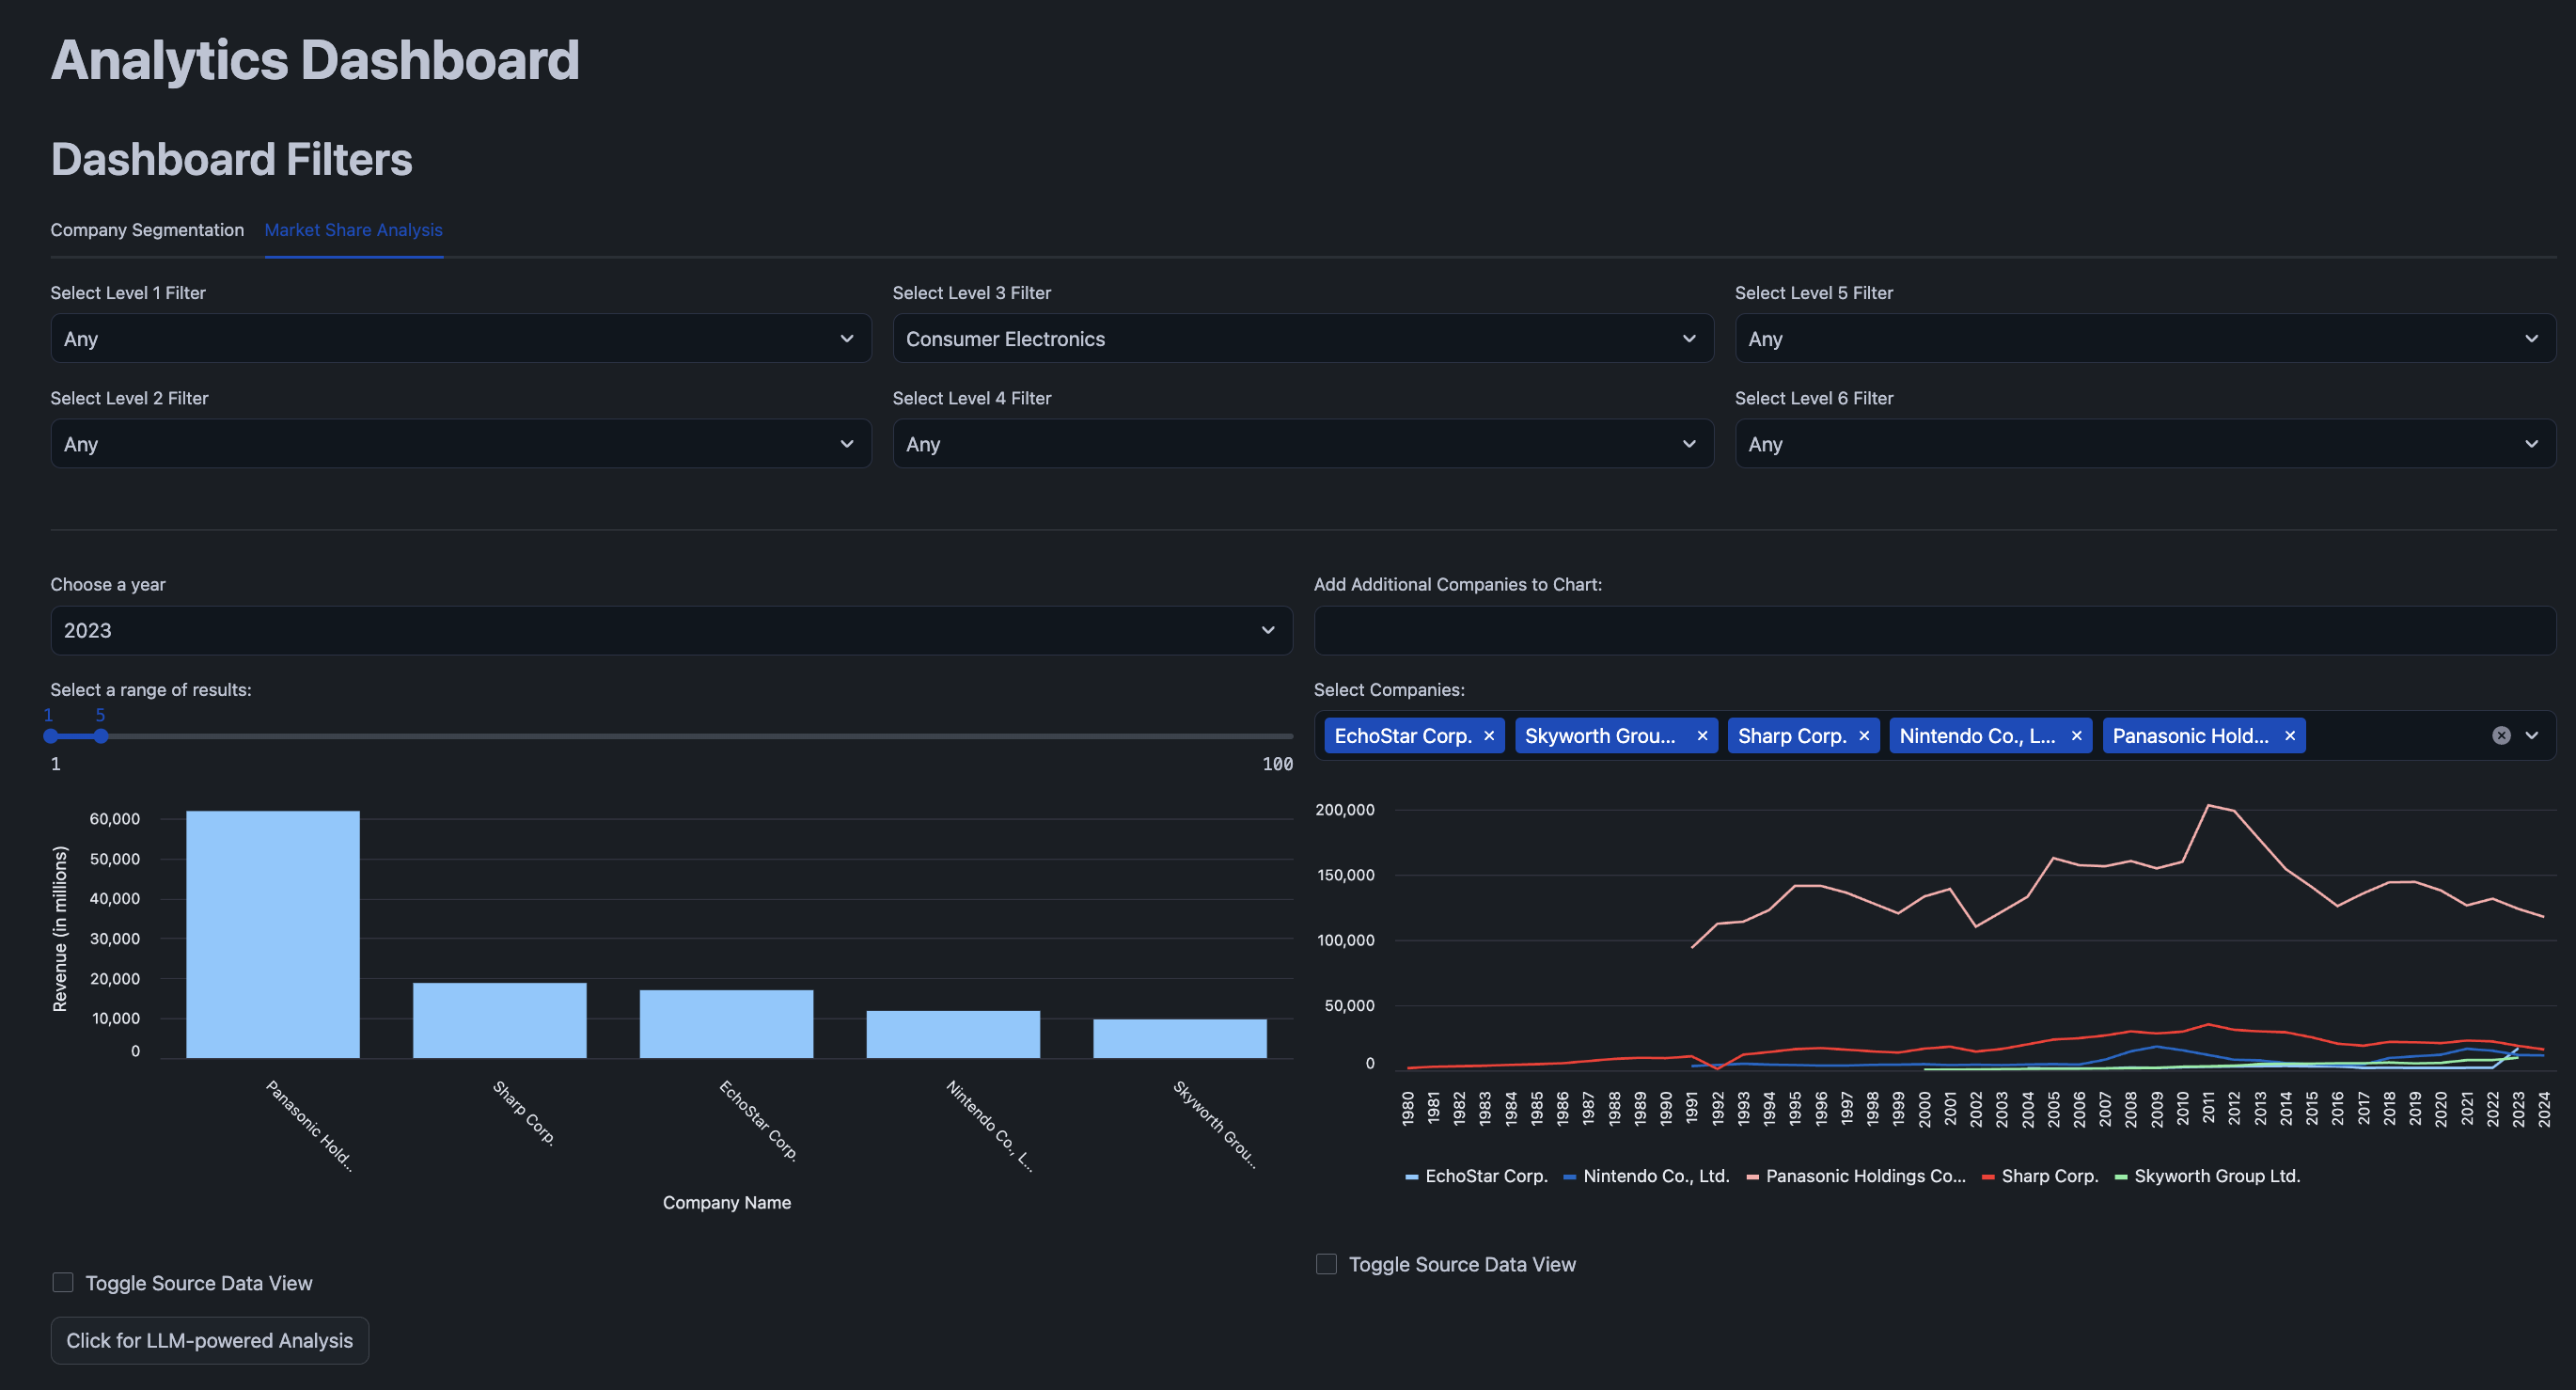 Analytics Dashboard
Dashboard Filters
Company Segmentation Market Share Analysis
Select Level 1 Filter
Any
Select Level 3 Filter
Consumer Electronics
Select Level 5 Filter
Any
Select Level 2 Filter
Any
Select Level 4 Filter
Any
Select Level 6 Filter
Any
Choose a year
2023
Select a range of results:
1 5
1 100
Revenue (in millions)
60,000
50,000
40,000
30,000
20,000
10,000
0
Panasonic Hold...
Sharp Corp.
EchoStar Corp.
Nintendo Co., L...
Skyworth Grou...
Company Name
Toggle Source Data View
Click for LLM-powered Analysis
Add Additional Companies to Chart:
Select Companies:
EchoStar Corp. Skyworth Grou... Sharp Corp. Nintendo Co., L... Panasonic Hold...
200,000
150,000
100,000
50,000
0
1980 1981 1982 1983 1984 1985 1986 1987 1988 1989 1990 1991 1992 1993 1994 1995 1996 1997 1998 1999 2000 2001 2002 2003 2004 2005 2006 2007 2008 2009 2010 2011 2012 2013 2014 2015 2016 2017 2018 2019 2020 2021 2022 2023 2024
EchoStar Corp. Nintendo Co., Ltd. Panasonic Holdings Co... Sharp Corp. Skyworth Group Ltd.
Toggle Source Data View